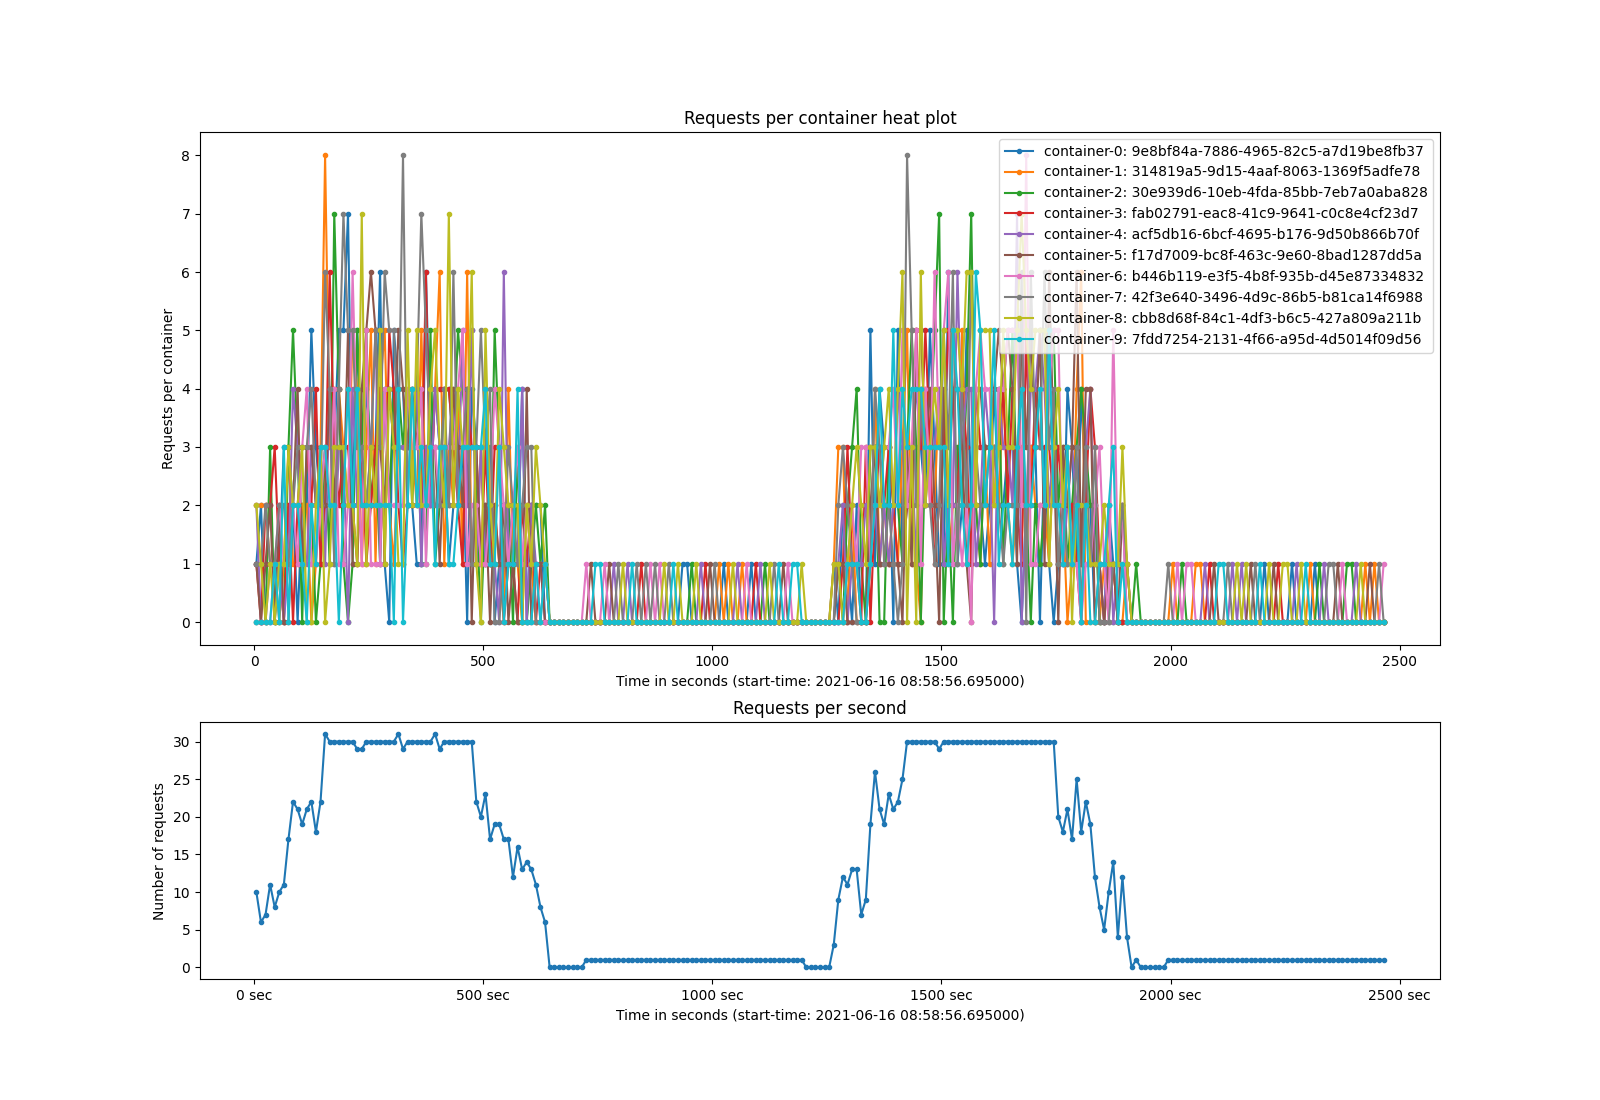 Requests per container heat plot
8
7
6
5
4
3
2
1
0
Requests per container
container-0: 9e8bf84a-7886-4965-82c5-a7d19be8fb37
container-1: 314819a5-9d15-4aaf-8063-1369f5adfe78
container-2: 30e939d6-10eb-4fda-85bb-7eb7a0aba828
container-3: fab02791-eac8-41c9-9641-c0c8e4cf23d7
container-4: acf5db16-6bcf-4695-b176-9d50b866b70f
container-5: f17d7009-bc8f-463c-9e60-8bad1287dd5a
container-6: b446b119-e3f5-4b8f-935b-d45e87334832
container-7: 42f3e640-3496-4d9c-86b5-b81ca14f6988
container-8: cbb8d68f-84c1-4df3-b6c5-427a809a211b
container-9: 7fdd7254-2131-4f66-a95d-4d5014f09d56
0 500 1000 1500 2000 2500
Time in seconds (start-time: 2021-06-16 08:58:56.695000)
Requests per second
30
25
20
15
10
5
0
Number of requests
0 sec 500 sec 1000 sec 1500 sec 2000 sec 2500 sec
Time in seconds (start-time: 2021-06-16 08:58:56.695000)